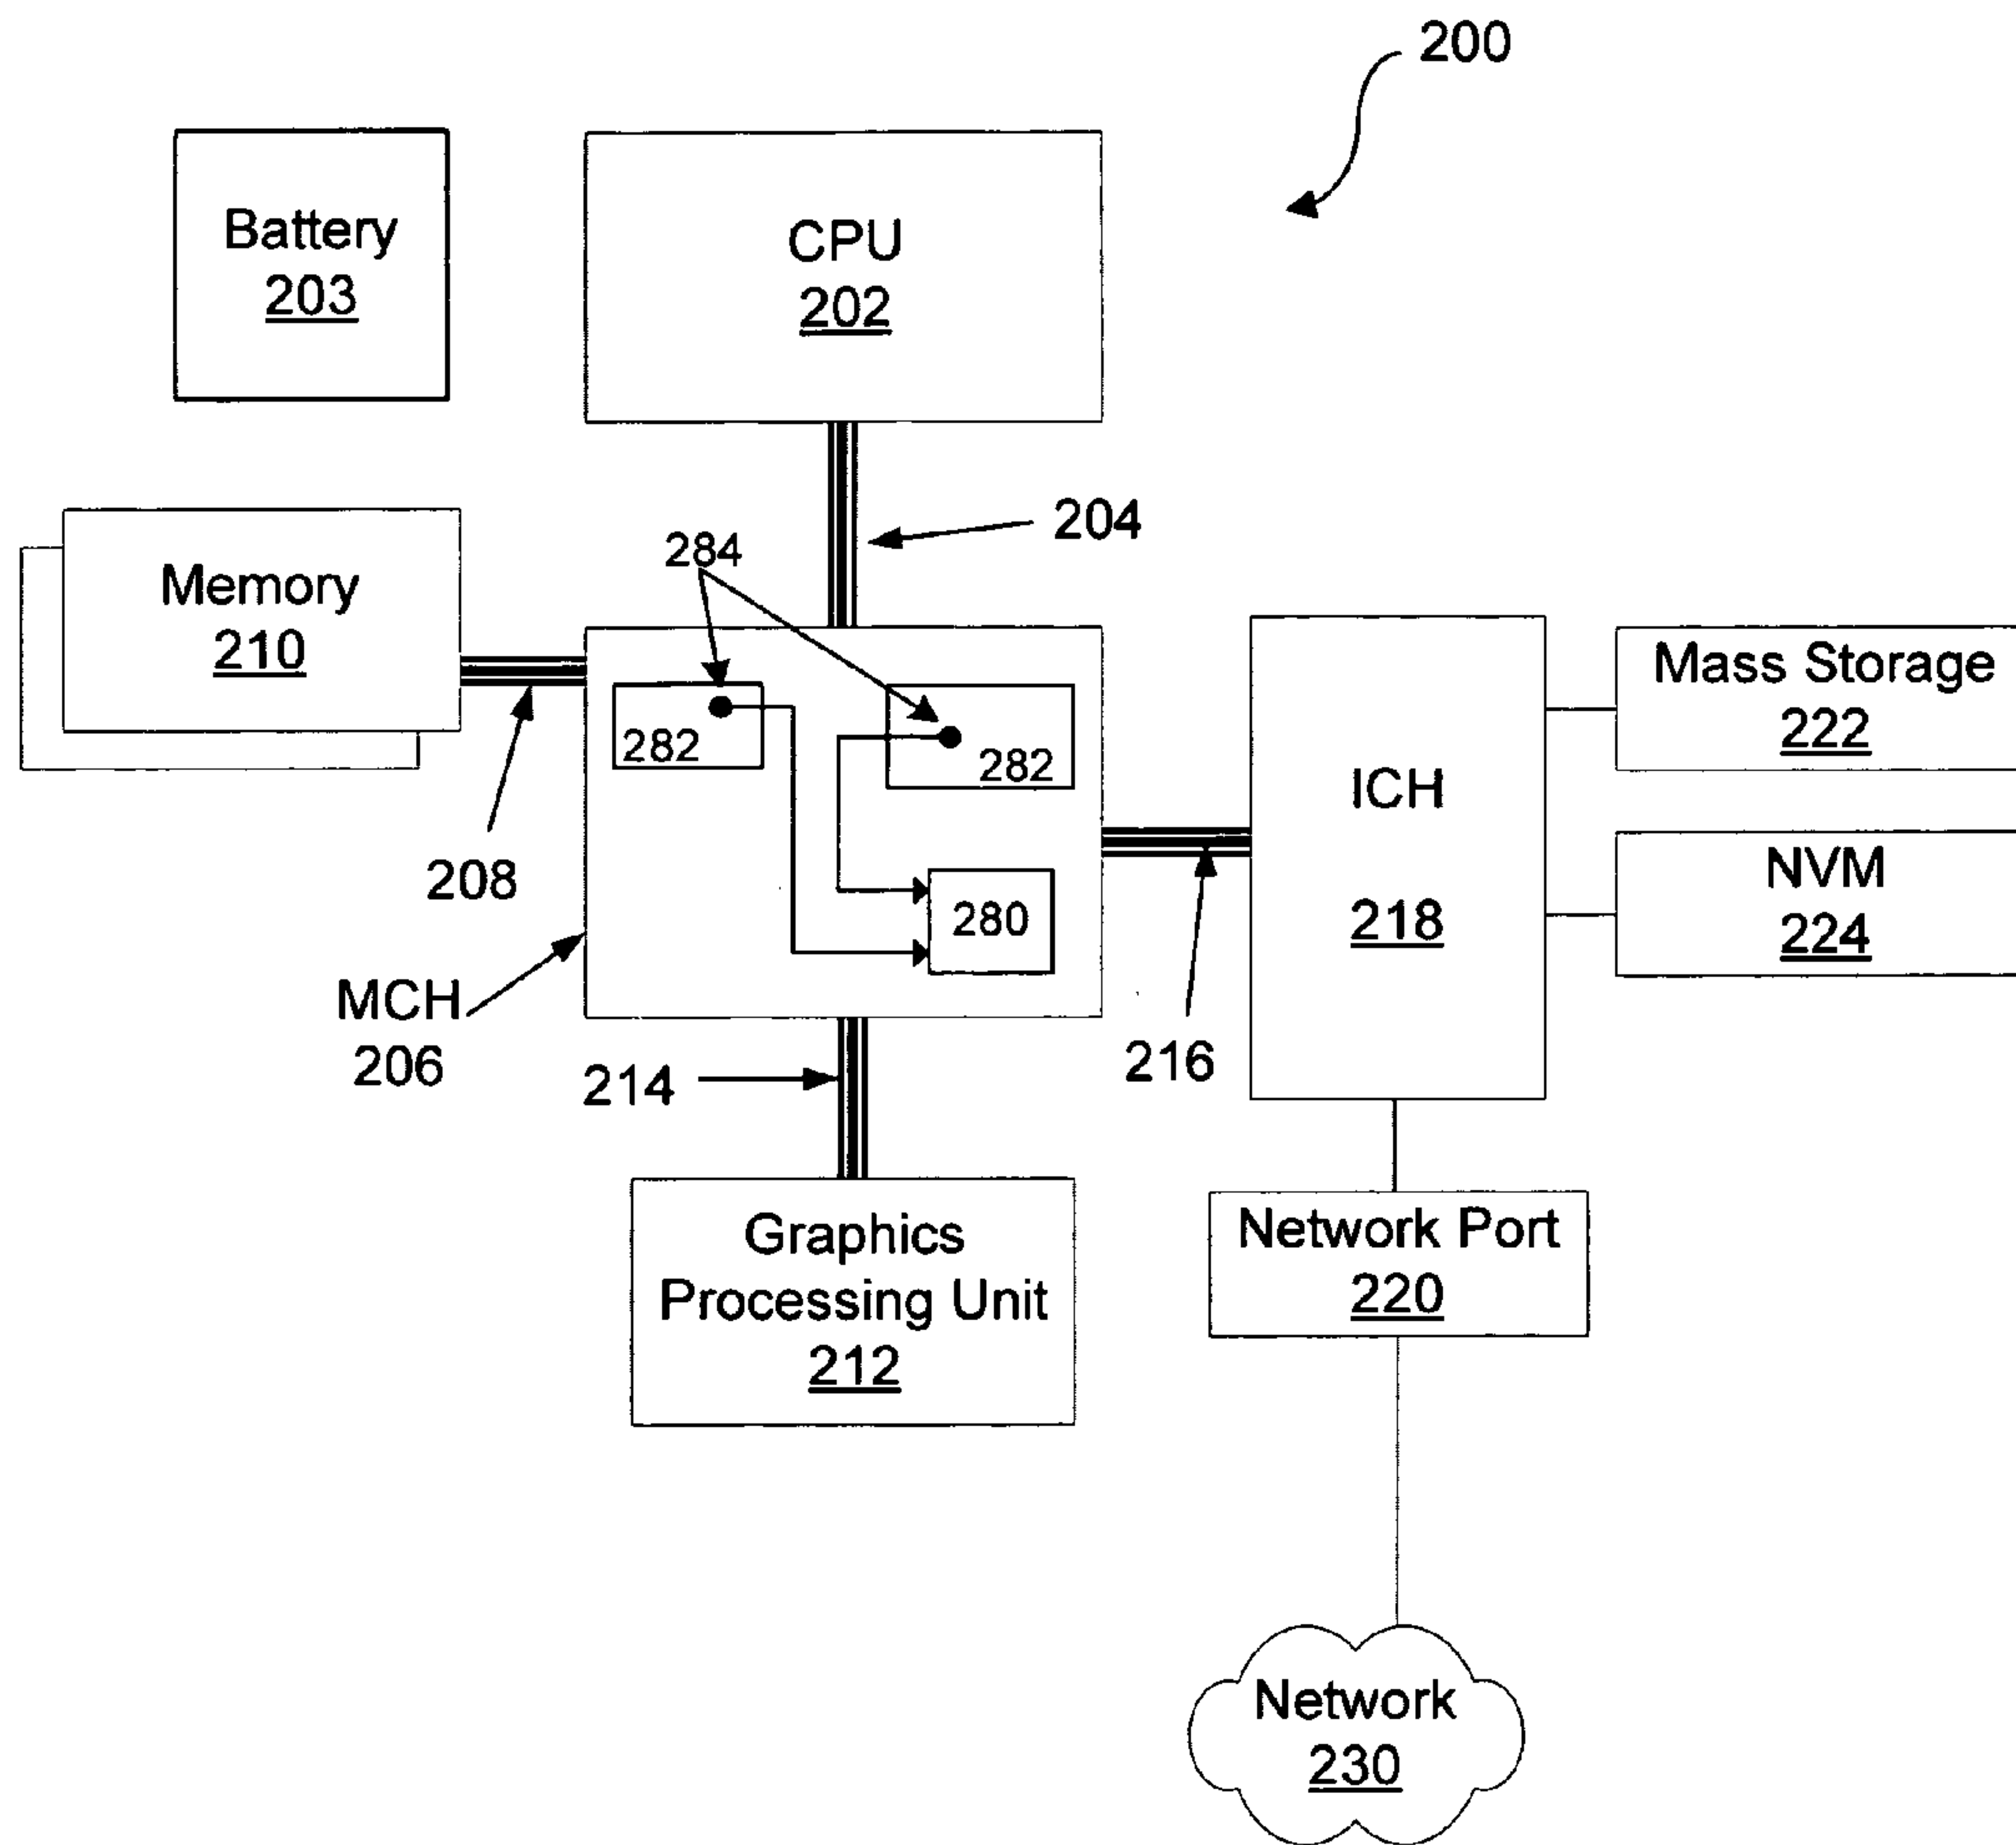 200
Battery
203
CPU
202
204
284
Memory
210
282
282
208
280
MCH
206
214
216
ICH
218
Mass Storage
222
NVM
224
Graphics
Processing Unit
212
Network Port
220
Network
230